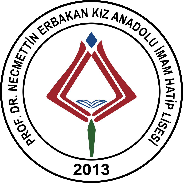 PROF. DR. NECMETTİN ERBAKAN KIZ ANADOLU İMAM HATİP LİSESİ
2013